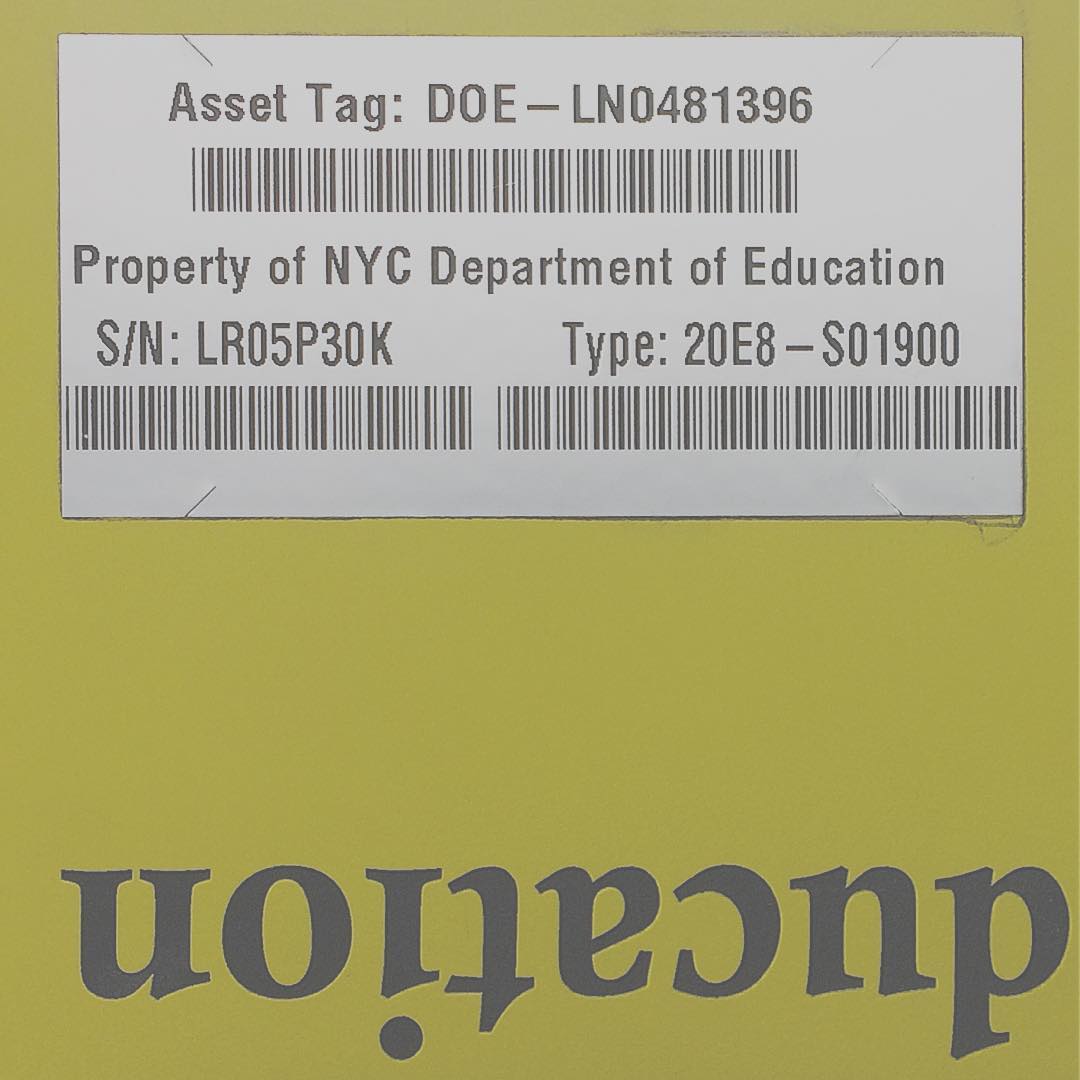 Asset Tag: DOE-LN0481396
Property of NYC Department of Education
S/N: LR05P30K Type: 20E8-S01900
ducation